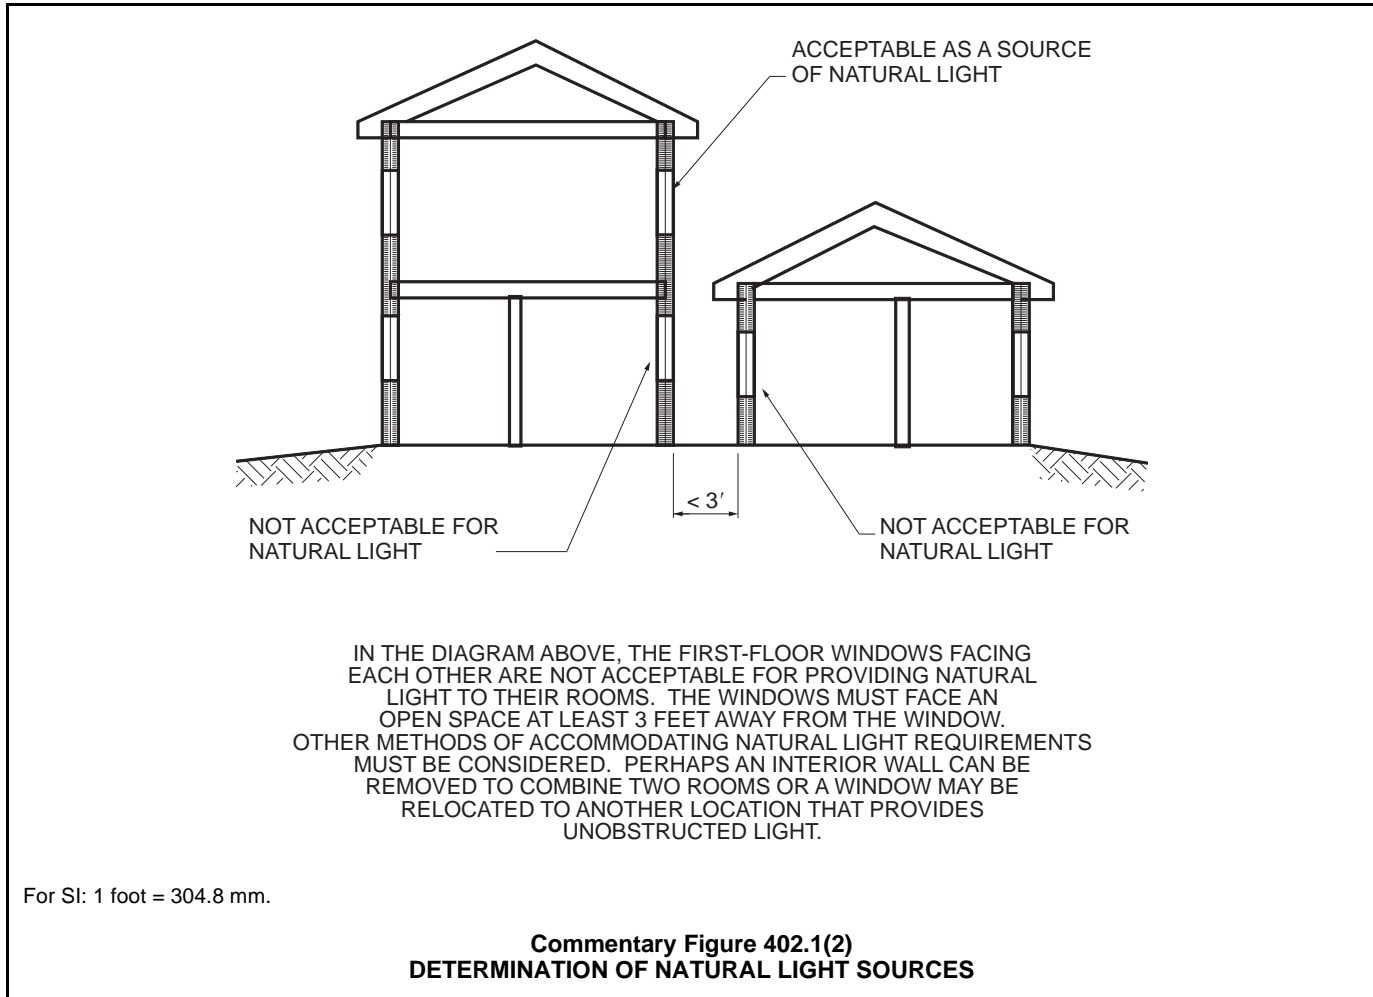 ACCEPTABLE AS A SOURCE
OF NATURAL LIGHT
< 3′
NOT ACCEPTABLE FOR
NATURAL LIGHT
NOT ACCEPTABLE FOR
NATURAL LIGHT
IN THE DIAGRAM ABOVE, THE FIRST-FLOOR WINDOWS FACING
EACH OTHER ARE NOT ACCEPTABLE FOR PROVIDING NATURAL
LIGHT TO THEIR ROOMS. THE WINDOWS MUST FACE AN
OPEN SPACE AT LEAST 3 FEET AWAY FROM THE WINDOW.
OTHER METHODS OF ACCOMMODATING NATURAL LIGHT REQUIREMENTS
MUST BE CONSIDERED. PERHAPS AN INTERIOR WALL CAN BE
REMOVED TO COMBINE TWO ROOMS OR A WINDOW MAY BE
RELOCATED TO ANOTHER LOCATION THAT PROVIDES
UNOBSTRUCTED LIGHT.
For SI: 1 foot = 304.8 mm.
Commentary Figure 402.1(2)
DETERMINATION OF NATURAL LIGHT SOURCES